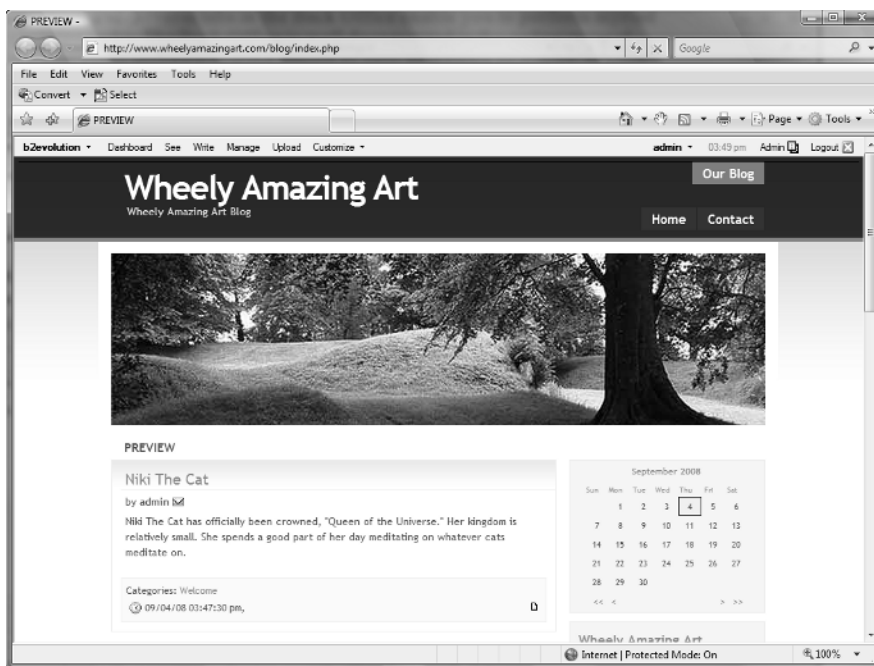 PREVIEW -
http://www.wheelyamazingart.com/blog/index.php
Google
File Edit View Favorites Tools Help
Convert Select
PREVIEW
Page Tools
b2evolution Dashboard See Write Manage Upload Customize admin 03:49 pm Admin Logout
Our Blog
Wheely Amazing Art
Wheely Amazing Art Blog
Home Contact
PREVIEW
Niki The Cat
by admin
Niki The Cat has officially been crowned, "Queen of the Universe." Her kingdom is
relatively small. She spends a good part of her day meditating on whatever cats
meditate on.
Categories: Welcome
09/04/08 03:47:30 pm,
September 2008
Sun Mon Tue Wed Thu Fri Sat
1 2 3 4 5 6
7 8 9 10 11 12 13
14 15 16 17 18 19 20
21 22 23 24 25 26 27
28 29 30
<< < > >>
Wheely Amazing Art
Internet | Protected Mode: On 100%